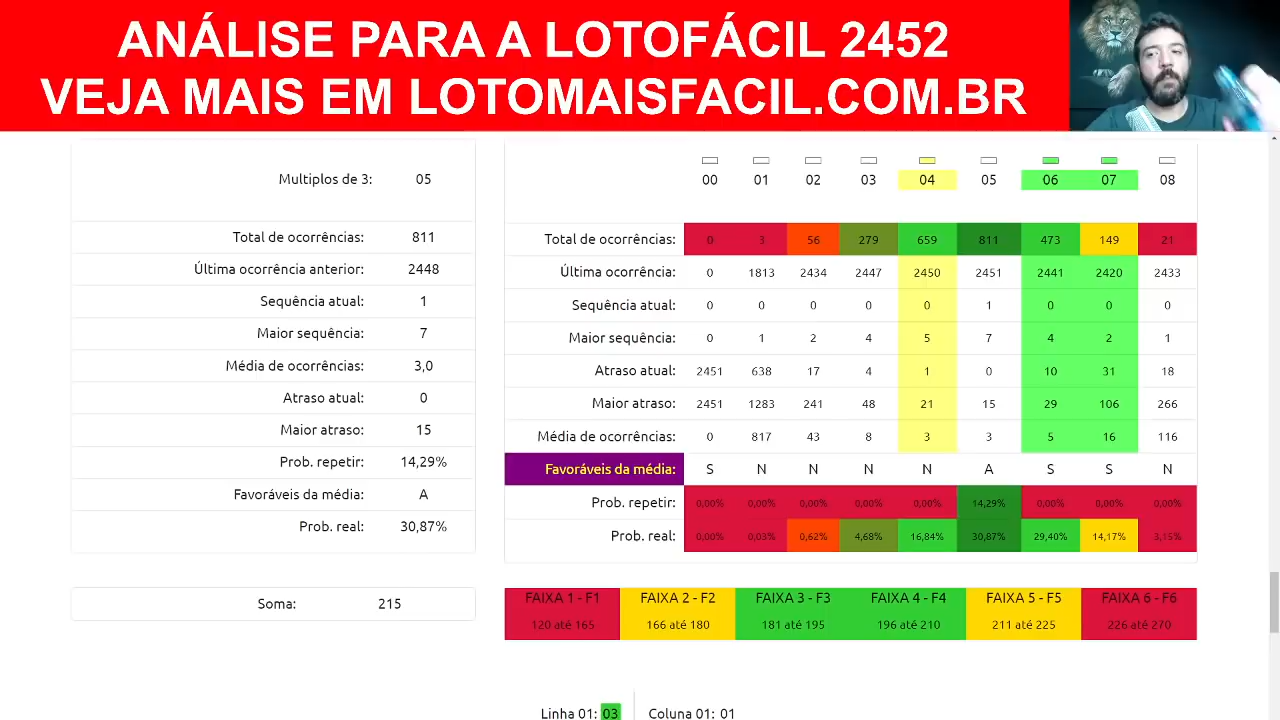 ANÁLISE PARA A LOTOFÁCIL 2452
VEJA MAIS EM LOTOMAISFACIL.COM.BR
Multiplos de 3: 05
Total de ocorrências: 811
Última ocorrência anterior: 2448
Sequência atual: 1
Maior sequência: 7
Média de ocorrências: 3,0
Atraso atual: 0
Maior atraso: 15
Prob. repetir: 14,29%
Favoráveis da média: A
Prob. real: 30,87%
00 01 02 03 04 05 06 07 08
Total de ocorrências: 0 3 56 279 659 811 473 149 21
Última ocorrência: 0 1813 2434 2447 2450 2451 2441 2420 2433
Sequência atual: 0 0 0 0 0 1 0 0 0
Maior sequência: 0 1 2 4 5 7 4 2 1
Atraso atual: 2451 638 17 4 1 0 10 31 18
Maior atraso: 2451 1283 241 48 21 15 29 106 266
Média de ocorrências: 0 817 43 8 3 3 5 16 116
Favoráveis da média: S N N N N A S S N
Prob. repetir: 0,00% 0,00% 0,00% 0,00% 0,00% 14,29% 0,00% 0,00% 0,00%
Prob. real: 0,00% 0,03% 0,62% 4,68% 16,84% 30,87% 29,40% 14,17% 3,15%
Soma: 215
FAIXA 1 - F1 FAIXA 2 - F2 FAIXA 3 - F3 FAIXA 4 - F4 FAIXA 5 - F5 FAIXA 6 - F6
120 até 165 166 até 180 181 até 195 196 até 210 211 até 225 226 até 270
Linha 01: 03 Coluna 01: 01